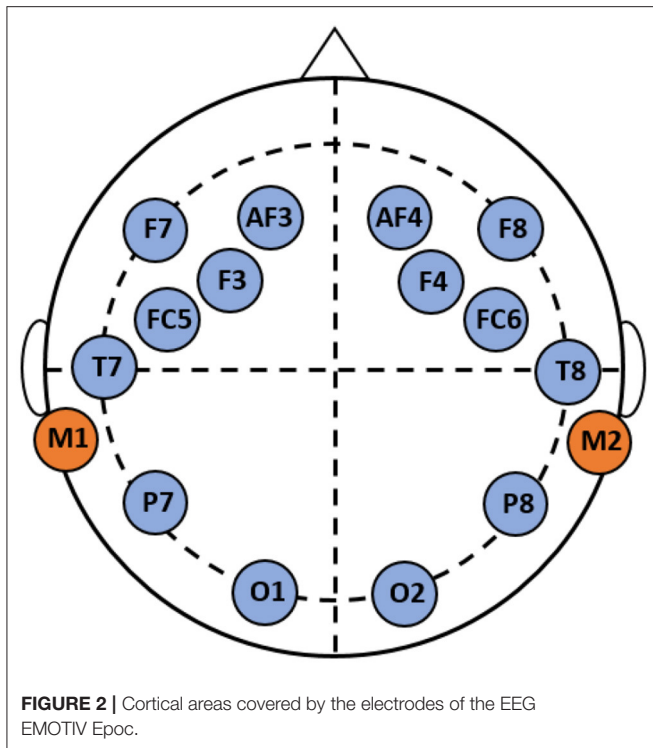 AF3 AF4
F7 F8
F3 F4
FC5 FC6
T7 T8
M1 M2
P7 P8
O1 O2
FIGURE 2 | Cortical areas covered by the electrodes of the EEG
EMOTIV Epoc.